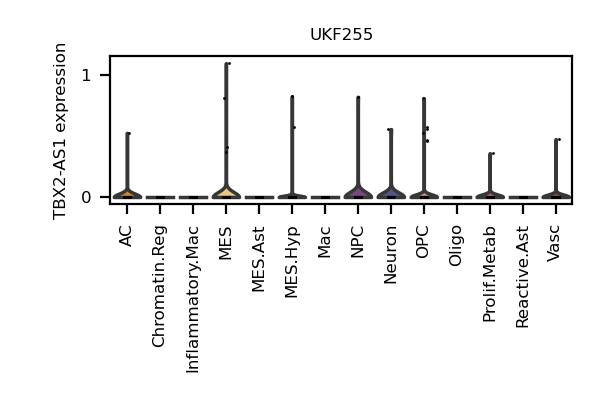 UKF255
TBX2-AS1 expression
1
0
AC
Chromatin.Reg
Inflammatory.Mac
MES
MES.Ast
MES.Hyp
Mac
NPC
Neuron
OPC
Oligo
Prolif.Metab
Reactive.Ast
Vasc